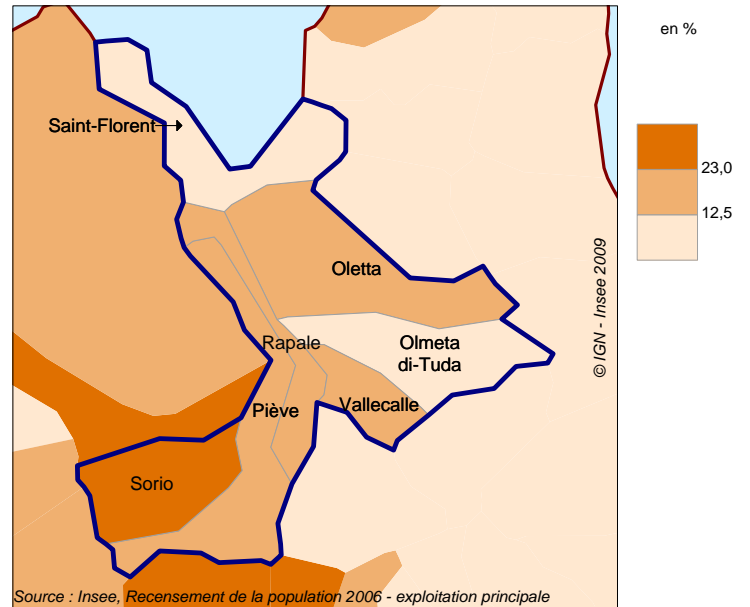 en %
23,0
12,5
Saint-Florent
Oletta
Rapale
Olmeta
di-Tuda
Piève
Vallecalle
Sorio
© IGN - Insee 2009
Source : Insee, Recensement de la population 2006 - exploitation principale